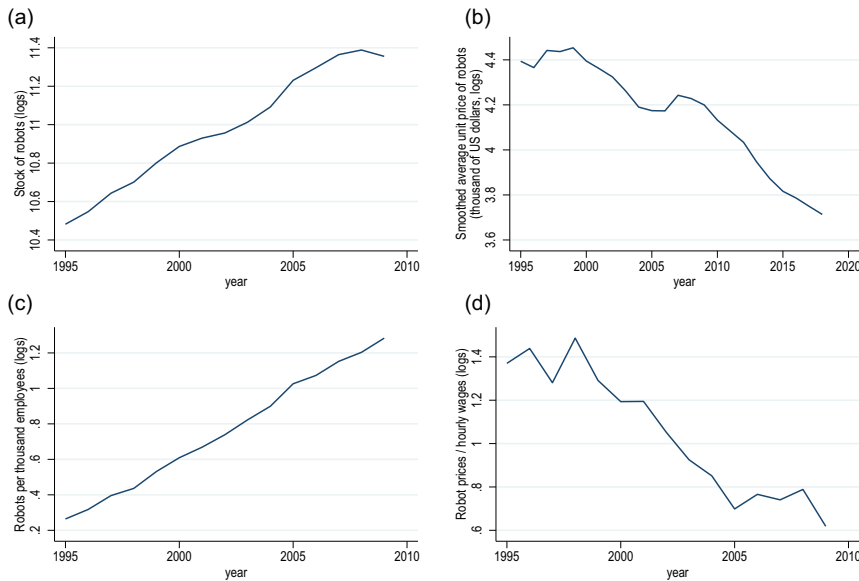 (a)
Stock of robots (logs)
11.4
11.2
11
10.8
10.6
10.4
1995 2000 2005 2010
year
(b)
Smoothed average unit price of robots
(thousand of US dollars, logs)
4.4
4.2
4
3.8
3.6
1995 2000 2005 2010 2015 2020
year
(c)
Robots per thousand employees (logs)
1.2
1
.8
.6
.4
.2
1995 2000 2005 2010
year
(d)
Robot prices / hourly wages (logs)
1.4
1.2
1
.8
.6
1995 2000 2005 2010
year